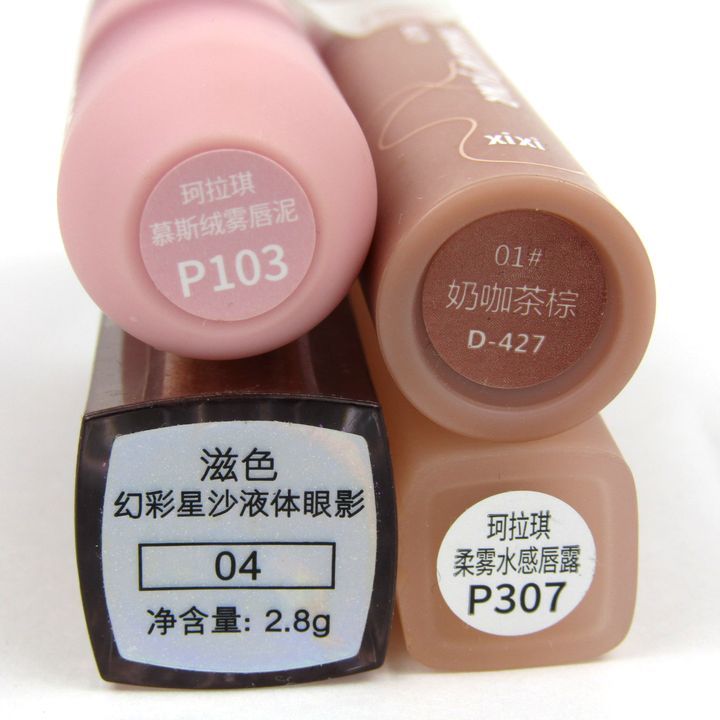 珂拉琪
慕斯绒雾唇泥
P103
xixi
01#
奶咖茶棕
D-427
滋色
幻彩星沙液体眼影
04
净含量: 2.8g
珂拉琪
柔雾水感唇露
P307